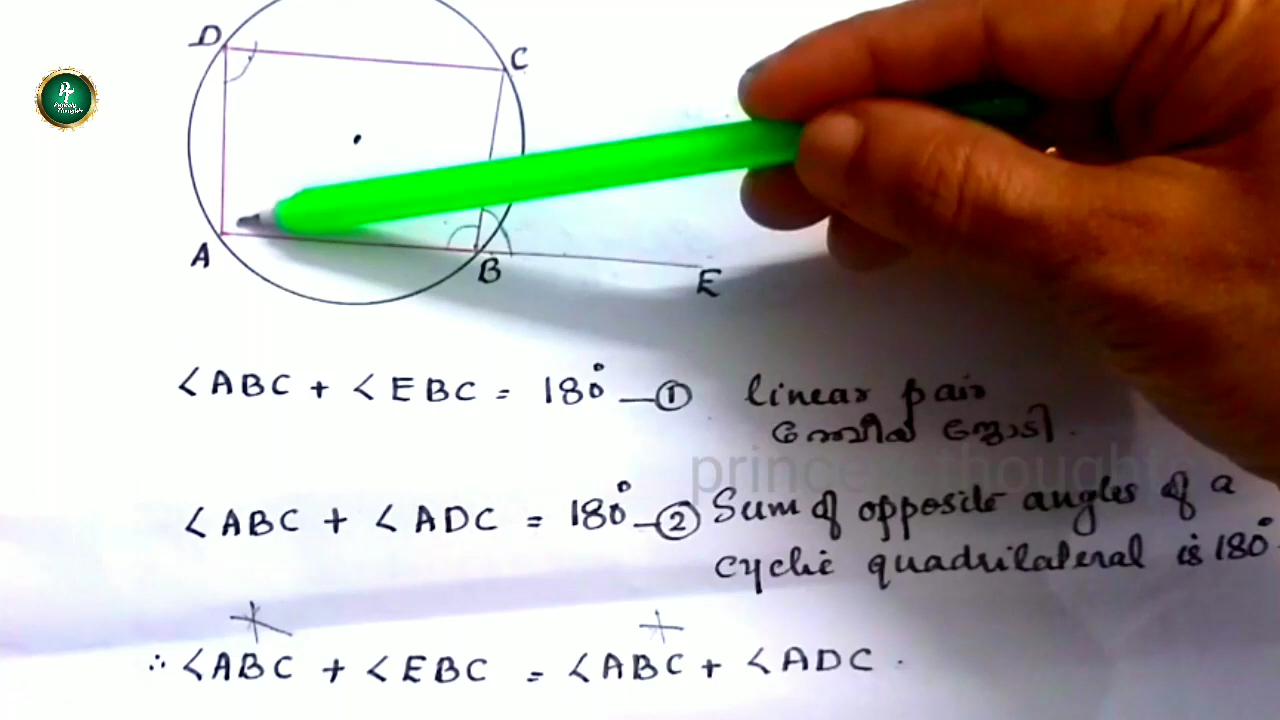 D
C
A
B
E
∠ABC + ∠EBC = 180° —① linear pair
രേഖീയ ജോടി.
∠ABC + ∠ADC = 180° —② Sum of opposite angles of a
cyclic quadrilateral is 180°.
∴ ∠ABC + ∠EBC = ∠ABC + ∠ADC.